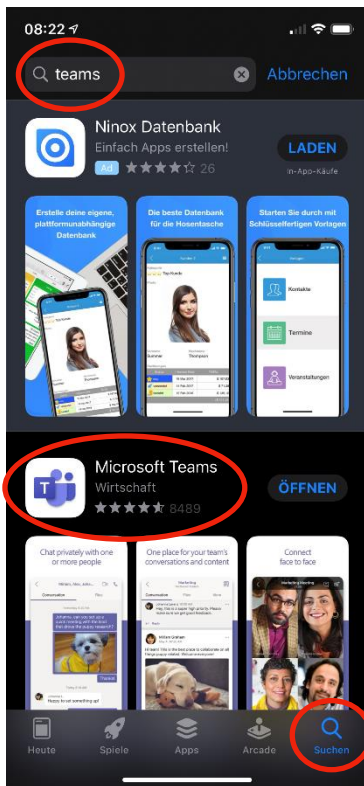 08:22
teams
Abbrechen
Ninox Datenbank
Einfach Apps erstellen!
LADEN
Ad
26
In-App-Käufe
Erstelle deine eigene,
plattformunabhängige
Datenbank
Die beste Datenbank
für die Hosentasche
Starten Sie durch mit
Schlüsselfertigen Vorlagen
Kontakte
Termine
Veranstaltungen
Microsoft Teams
Wirtschaft
8489
ÖFFNEN
Chat privately with one
or more people
One place for your team's
conversations and content
Connect
face to face
Conversation
Files
Heute
Spiele
Apps
Arcade
Suchen